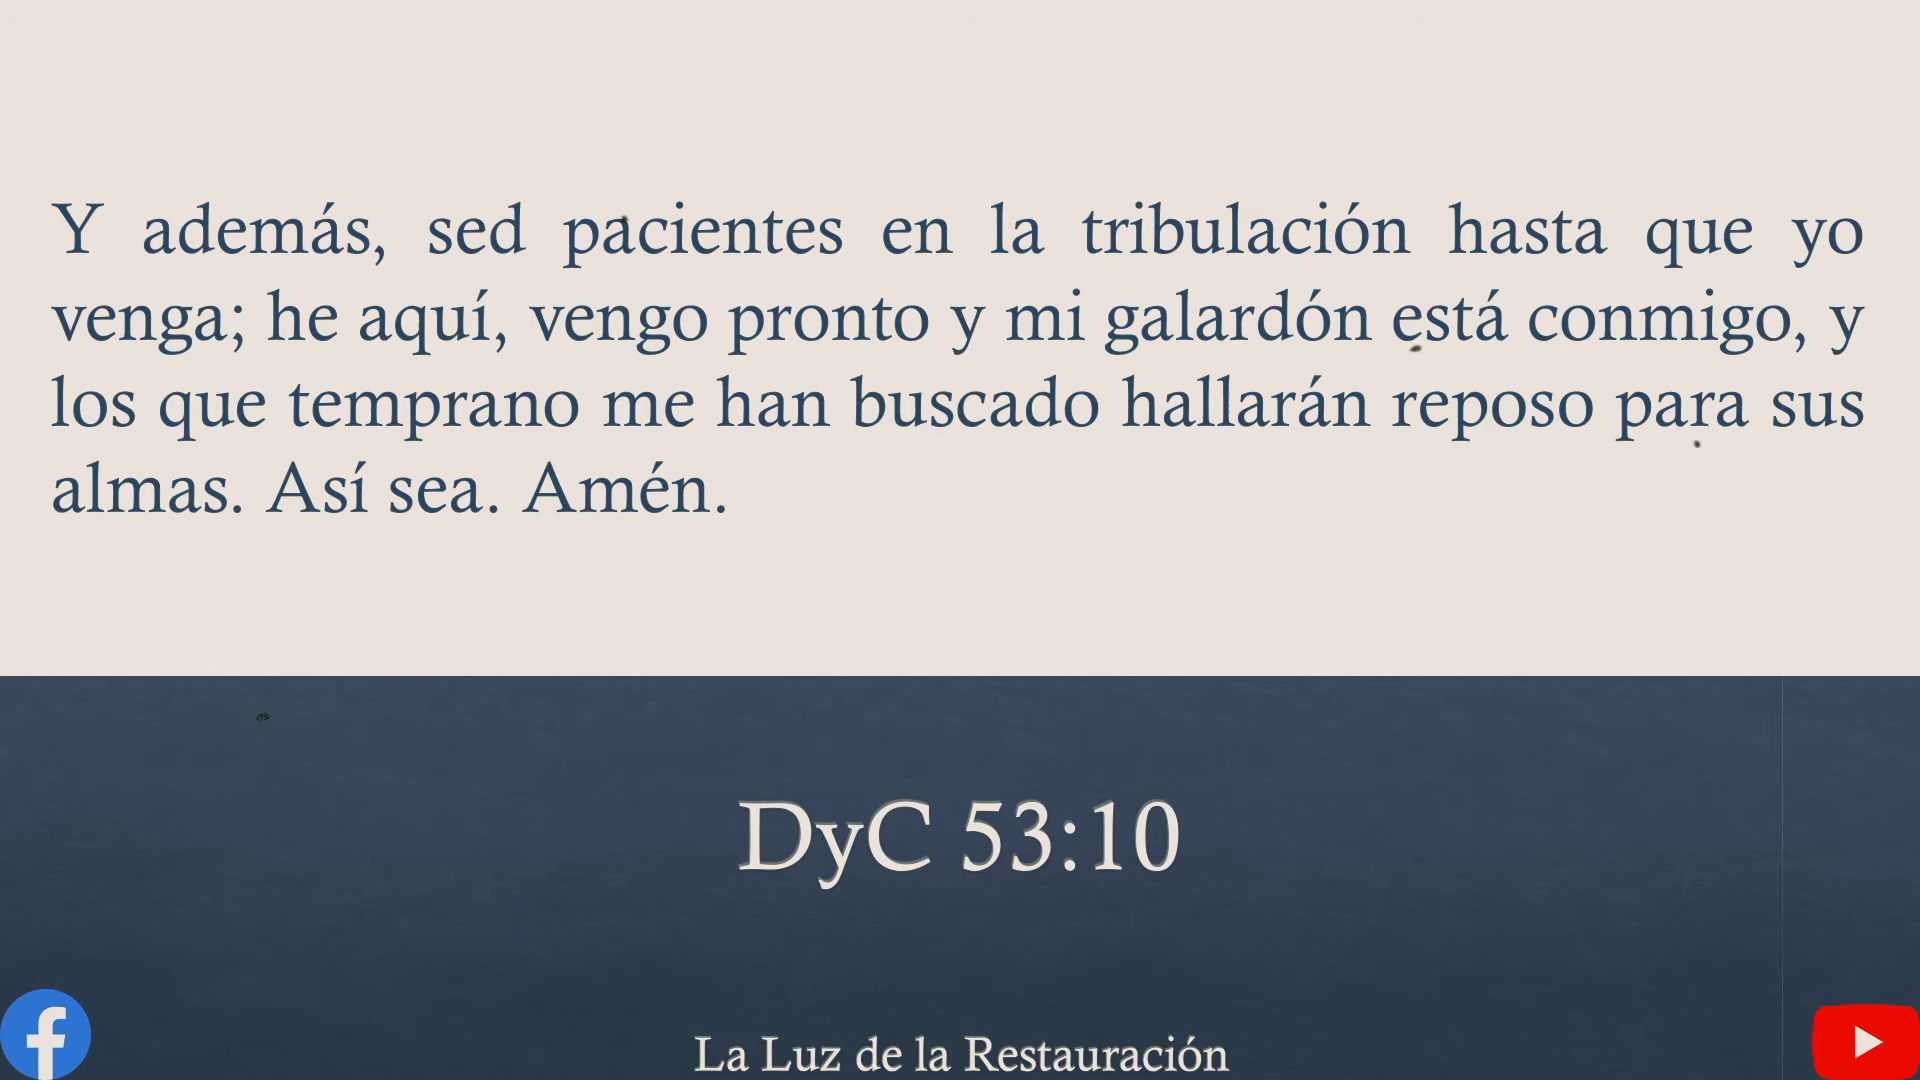 Y además, sed pacientes en la tribulación hasta que yo
venga; he aquí, vengo pronto y mi galardón está conmigo, y
los que temprano me han buscado hallarán reposo para sus
almas. Así sea. Amén.
DyC 53:10
La Luz de la Restauración